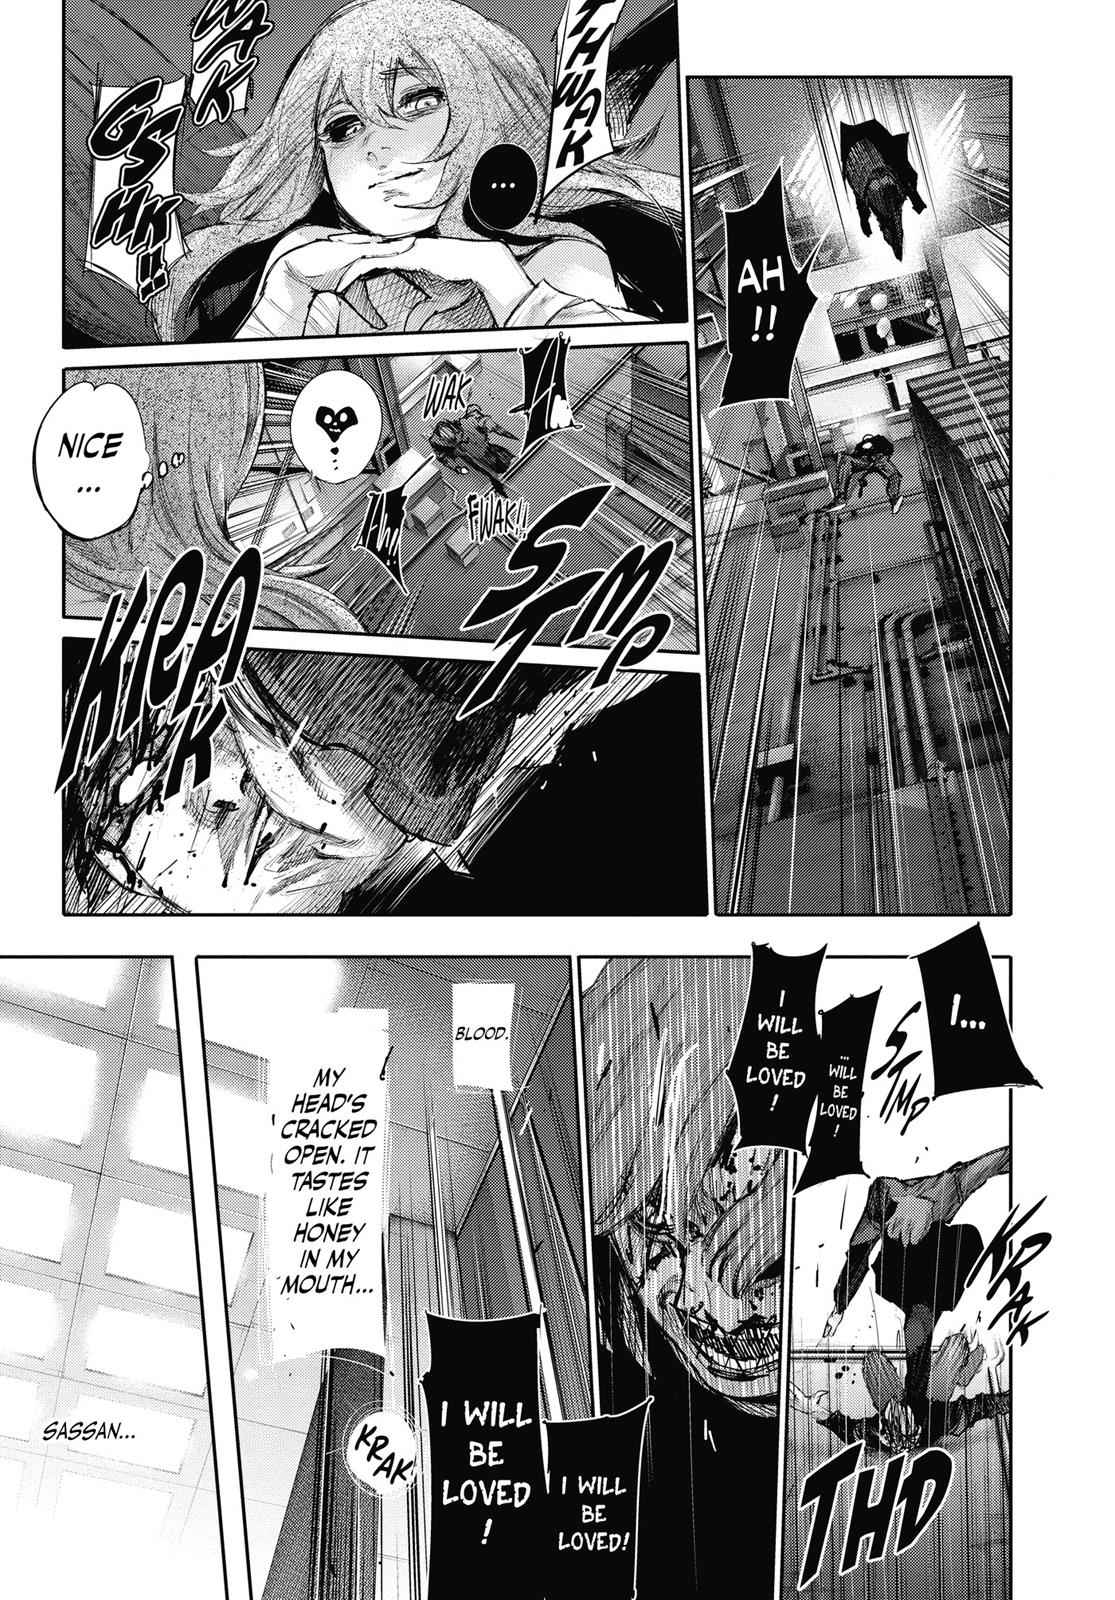 AH
!!
THWAK
...
WAK
GSHK!!
WAK
FWAK!!
STMP
NICE
...
KRAK
I...
STMP
...
WILL
BE
LOVED!
I
WILL
BE
LOVED
!
KRAK
THD
BLOOD.
MY
HEAD'S
CRACKED
OPEN. IT
TASTES
LIKE
HONEY
IN MY
MOUTH...
I WILL
BE
LOVED!
I WILL
BE
LOVED
!
KRAK
SASSAN...